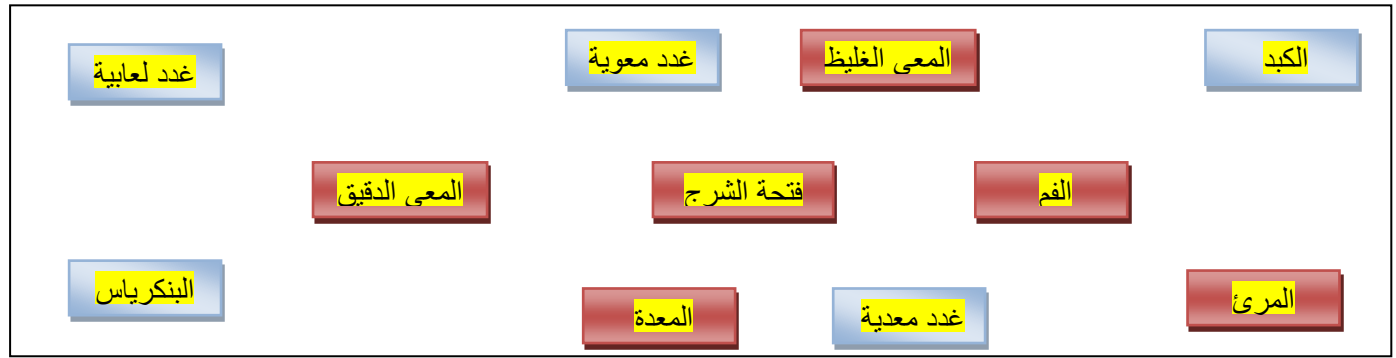 الكبد
المعى الغليظ
غدد معوية
غدد لعابية
الفم
فتحة الشرج
المعى الدقيق
المرئ
غدد معدية
المعدة
البنكرياس